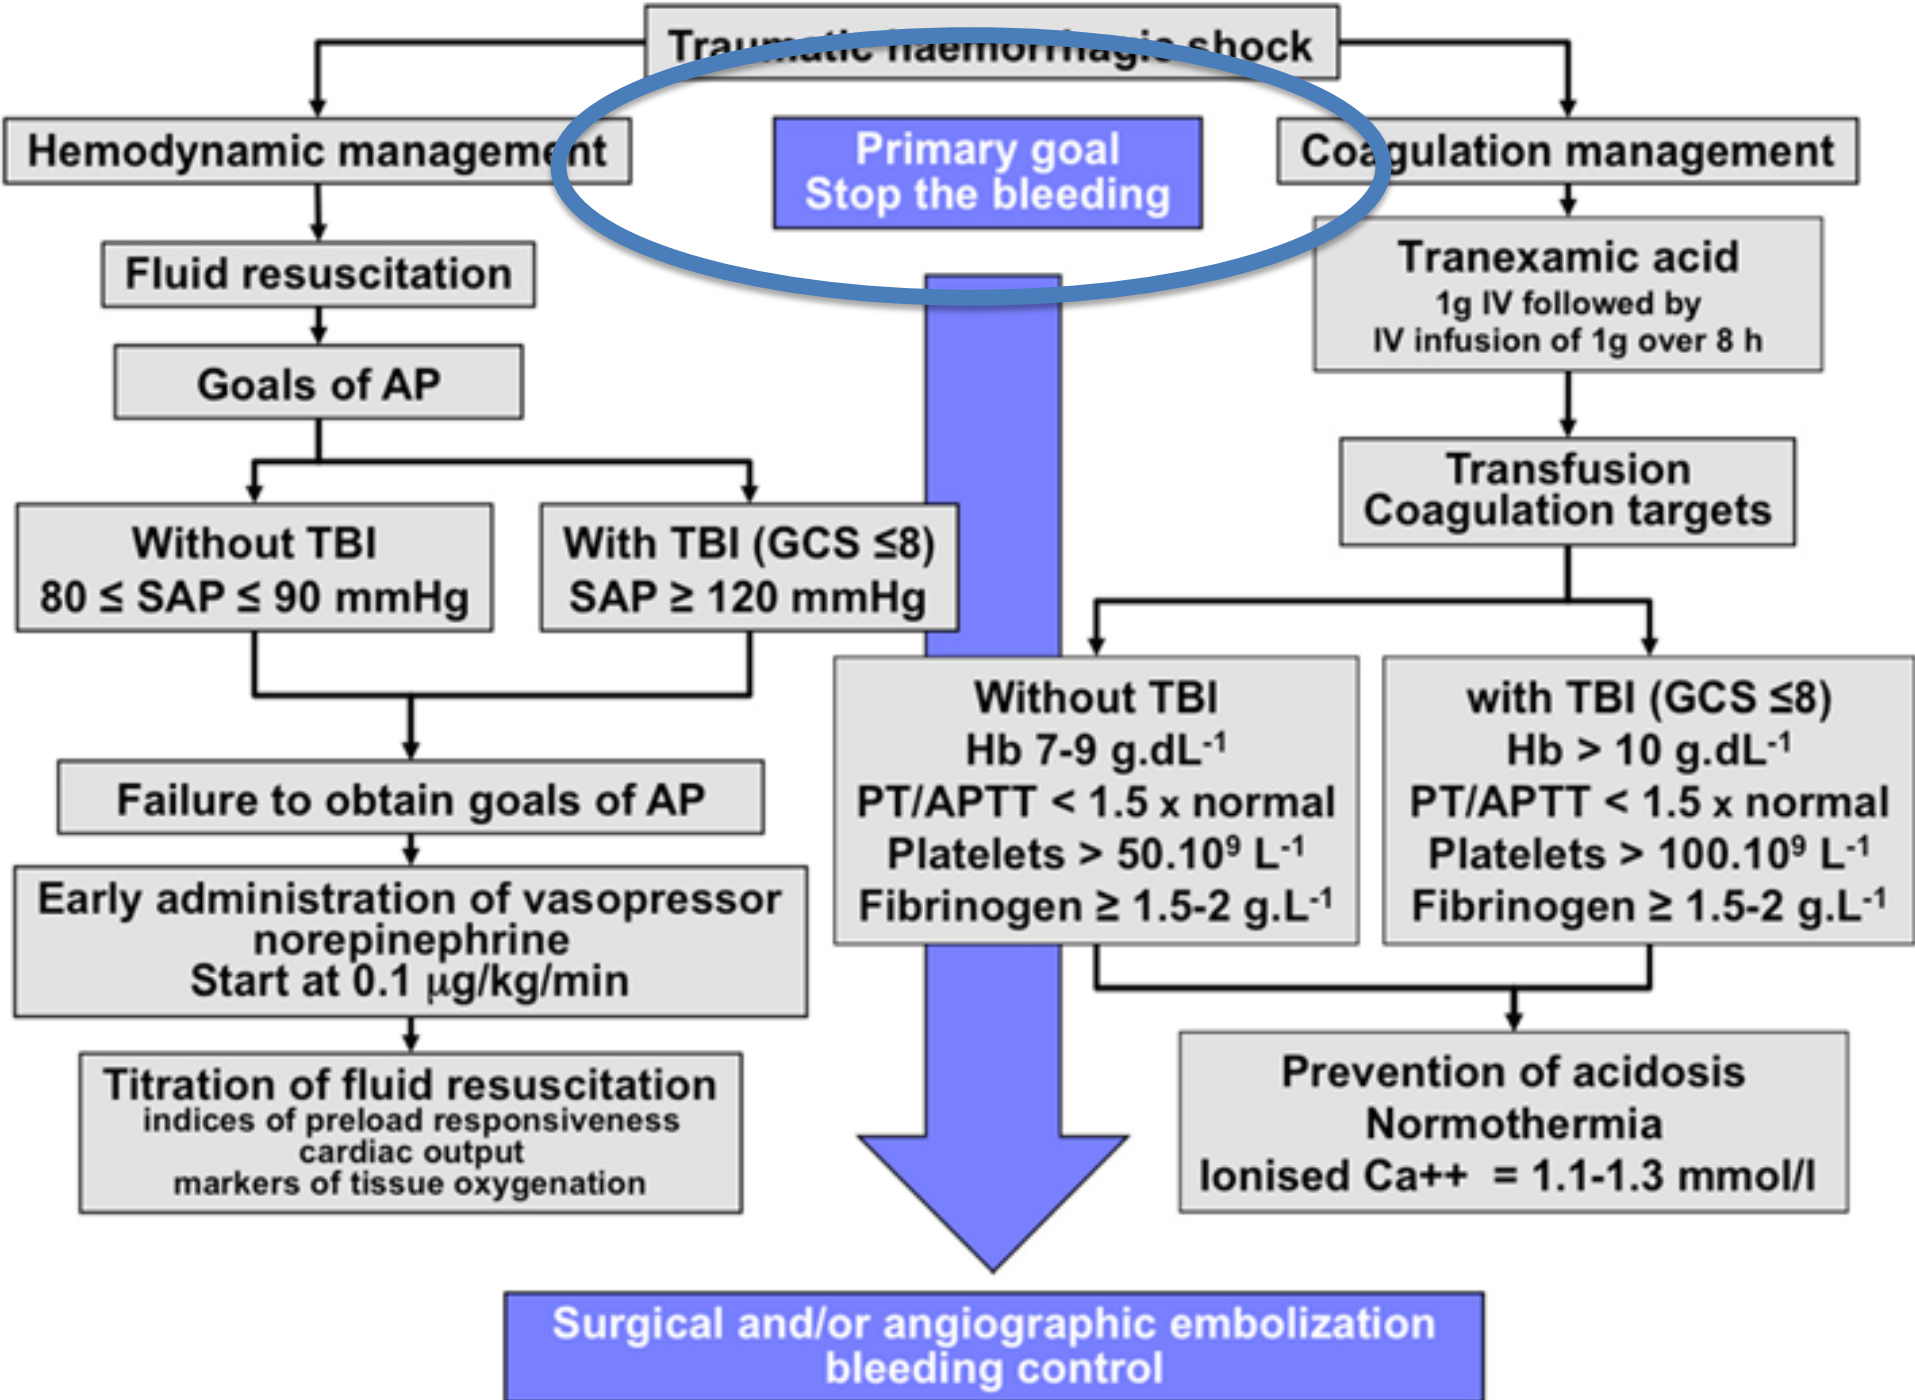 Traumatic haemorrhagic shock
Hemodynamic management
Primary goal
Stop the bleeding
Coagulation management
Fluid resuscitation
Tranexamic acid
1g IV followed by
IV infusion of 1g over 8 h
Goals of AP
Transfusion
Coagulation targets
Without TBI
80 ≤ SAP ≤ 90 mmHg
With TBI (GCS ≤8)
SAP ≥ 120 mmHg
Without TBI
Hb 7-9 g.dL⁻¹
PT/APTT < 1.5 x normal
Platelets > 50.10⁹ L⁻¹
Fibrinogen ≥ 1.5-2 g.L⁻¹
with TBI (GCS ≤8)
Hb > 10 g.dL⁻¹
PT/APTT < 1.5 x normal
Platelets > 100.10⁹ L⁻¹
Fibrinogen ≥ 1.5-2 g.L⁻¹
Failure to obtain goals of AP
Early administration of vasopressor
norepinephrine
Start at 0.1 μg/kg/min
Titration of fluid resuscitation
indices of preload responsiveness
cardiac output
markers of tissue oxygenation
Prevention of acidosis
Normothermia
Ionised Ca++ = 1.1-1.3 mmol/l
Surgical and/or angiographic embolization
bleeding control